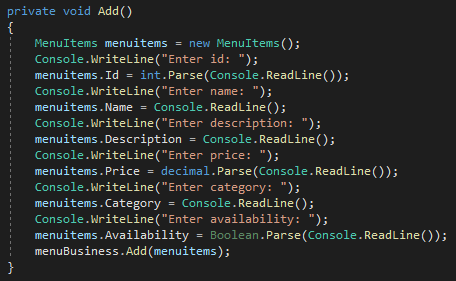 private void Add()
{
MenuItems menuitems = new MenuItems();
Console.WriteLine("Enter id: ");
menuitems.Id = int.Parse(Console.ReadLine());
Console.WriteLine("Enter name: ");
menuitems.Name = Console.ReadLine();
Console.WriteLine("Enter description: ");
menuitems.Description = Console.ReadLine();
Console.WriteLine("Enter price: ");
menuitems.Price = decimal.Parse(Console.ReadLine());
Console.WriteLine("Enter category: ");
menuitems.Category = Console.ReadLine();
Console.WriteLine("Enter availability: ");
menuitems.Availability = Boolean.Parse(Console.ReadLine());
menuBusiness.Add(menuitems);
}